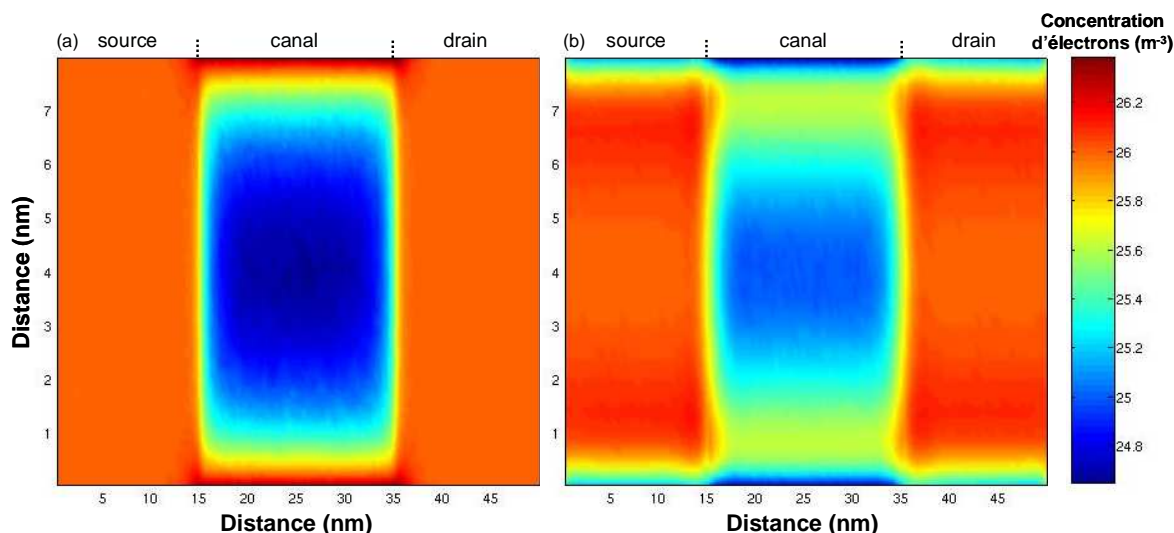 Concentration
d'électrons (m-3)
(a) source canal drain
(b) source canal drain
7
6
5
4
3
2
1
5 10 15 20 25 30 35 40 45
Distance (nm)
Distance (nm)
7
6
5
4
3
2
1
5 10 15 20 25 30 35 40 45
Distance (nm)
26.2
26
25.8
25.6
25.4
25.2
25
24.8